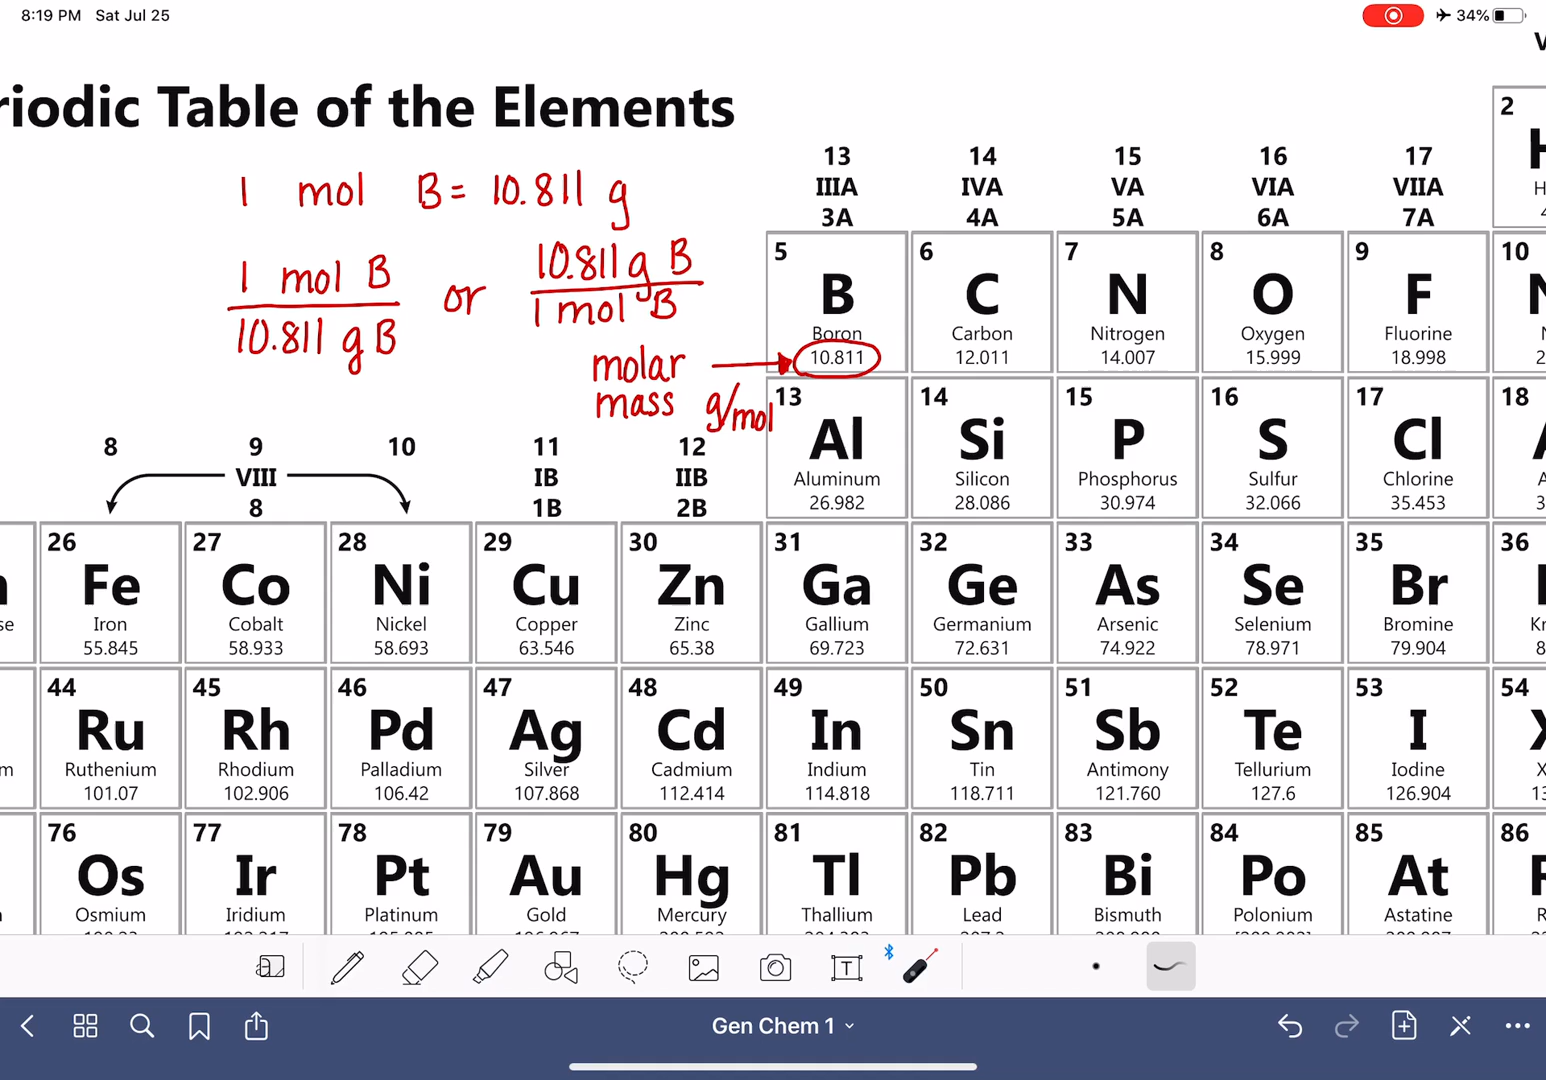 8:19 PM Sat Jul 25
34%
riodic Table of the Elements
1 mol B = 10.811 g
1 mol B
10.811 g B
or
10.811 g B
1 mol B
molar
mass g/mol
13 14 15 16 17
IIIA IVA VA VIA VIIA
3A 4A 5A 6A 7A
2
5 6 7 8 9 10
B C N O F
Boron Carbon Nitrogen Oxygen Fluorine
10.811 12.011 14.007 15.999 18.998
13 14 15 16 17 18
Al Si P S Cl
Aluminum Silicon Phosphorus Sulfur Chlorine
26.982 28.086 30.974 32.066 35.453
8 9 10 11 12
VIII IB IIB
8 1B 2B
26 27 28 29 30 31 32 33 34 35 36
Fe Co Ni Cu Zn Ga Ge As Se Br
se Iron Cobalt Nickel Copper Zinc Gallium Germanium Arsenic Selenium Bromine Kr
55.845 58.933 58.693 63.546 65.38 69.723 72.631 74.922 78.971 79.904
44 45 46 47 48 49 50 51 52 53 54
Ru Rh Pd Ag Cd In Sn Sb Te I
m Ruthenium Rhodium Palladium Silver Cadmium Indium Tin Antimony Tellurium Iodine X
101.07 102.906 106.42 107.868 112.414 114.818 118.711 121.760 127.6 126.904 13
76 77 78 79 80 81 82 83 84 85 86
Os Ir Pt Au Hg Tl Pb Bi Po At
Osmium Iridium Platinum Gold Mercury Thallium Lead Bismuth Polonium Astatine
T
Gen Chem 1